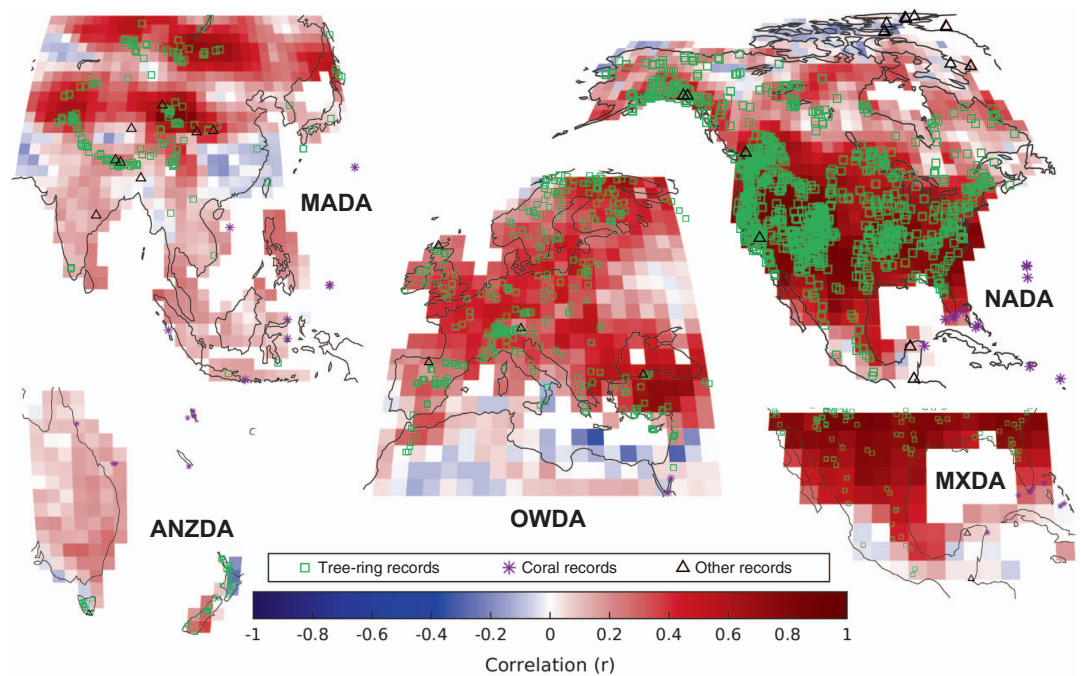 MADA
NADA
OWDA
MXDA
ANZDA
Tree-ring records
Coral records
Other records
-1 -0.8 -0.6 -0.4 -0.2 0 0.2 0.4 0.6 0.8 1
Correlation (r)